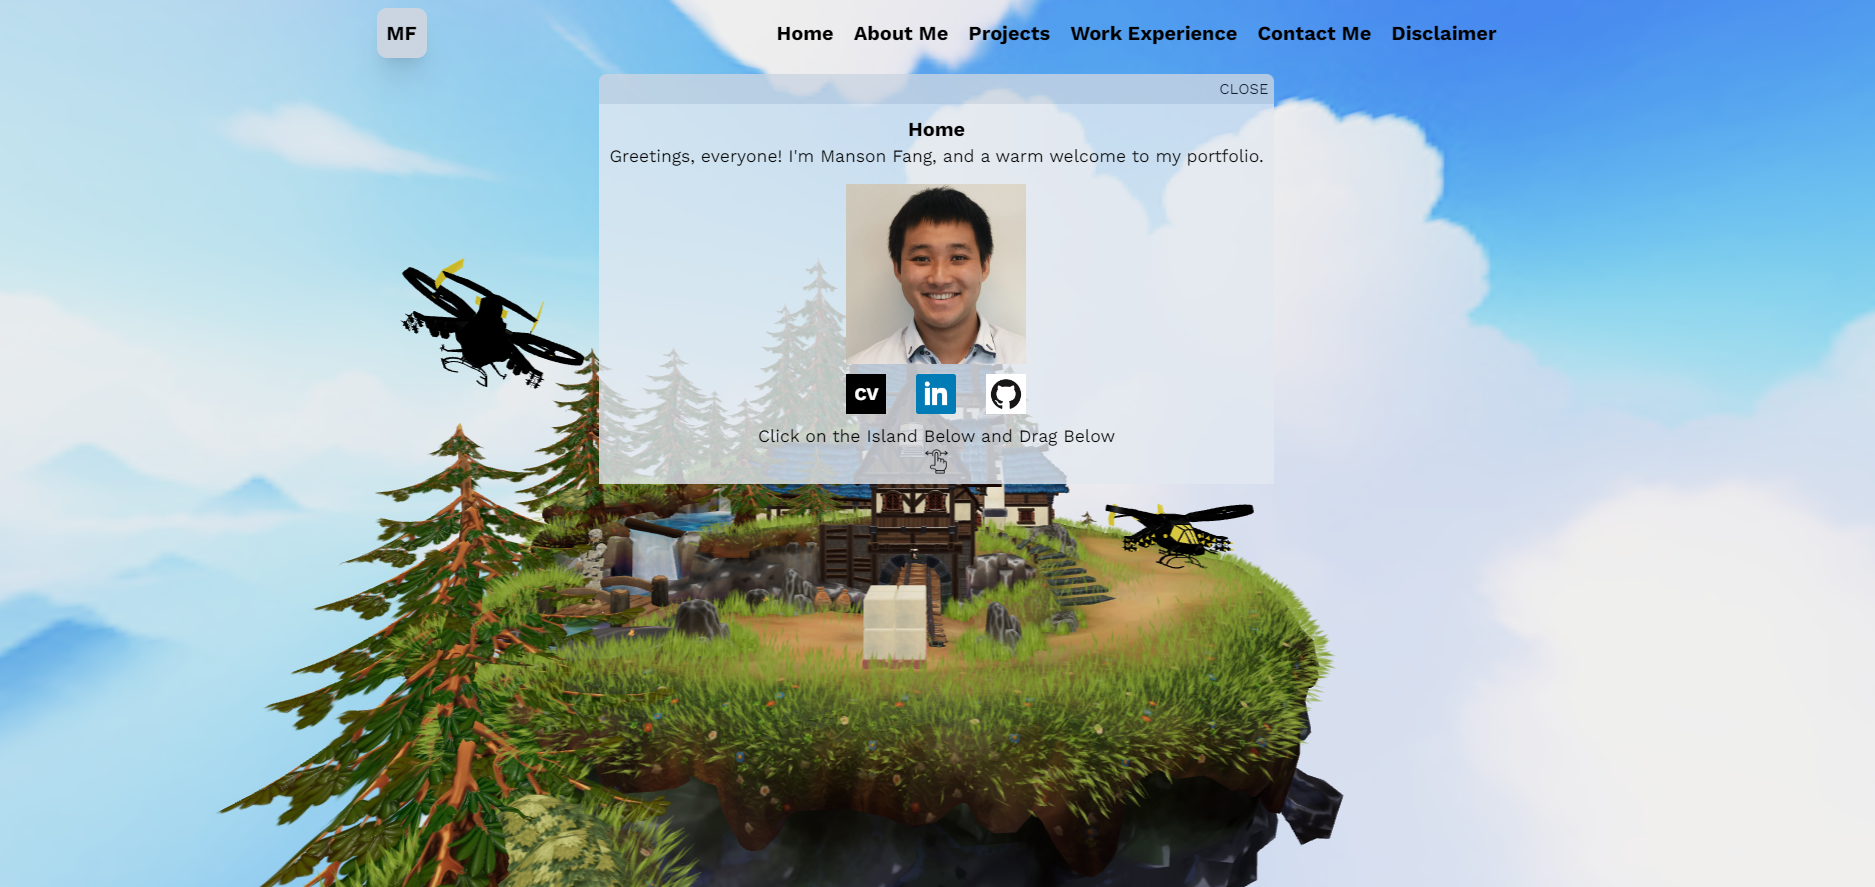 MF
Home About Me Projects Work Experience Contact Me Disclaimer
CLOSE
Home
Greetings, everyone! I'm Manson Fang, and a warm welcome to my portfolio.
CV in
Click on the Island Below and Drag Below